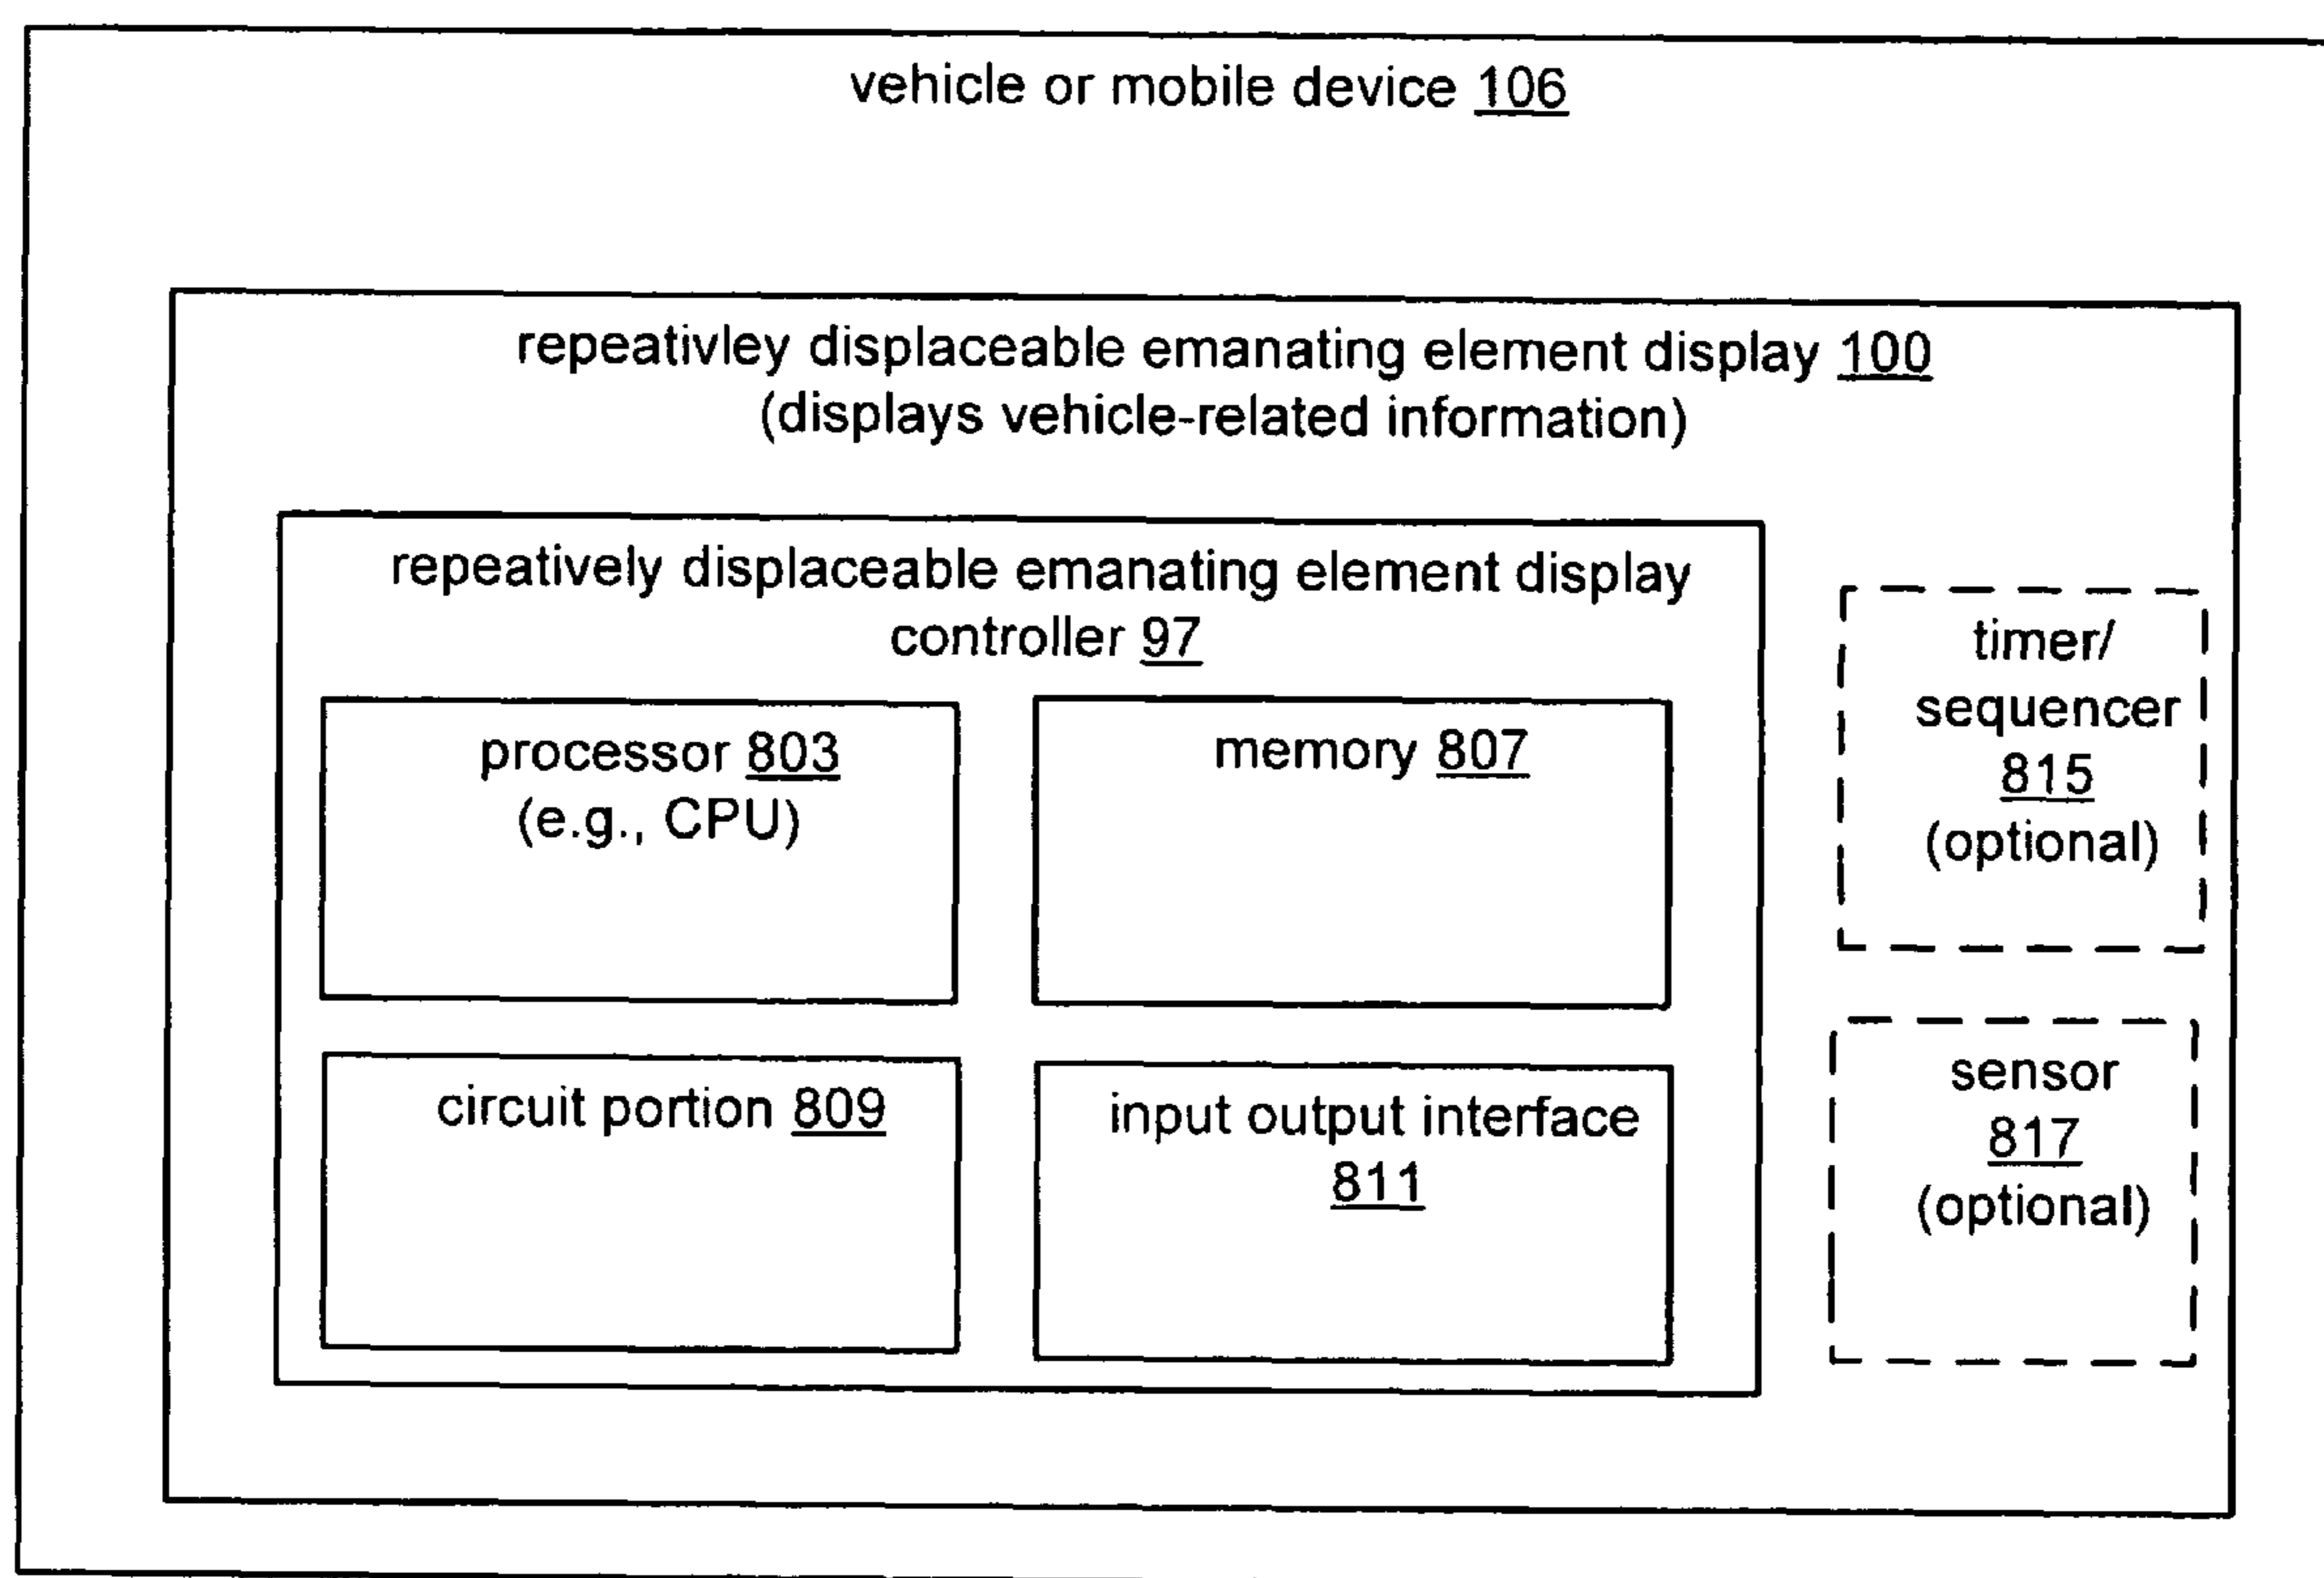 vehicle or mobile device 106
repeativley displaceable emanating element display 100
(displays vehicle-related information)
repeatively displaceable emanating element display
controller 97
processor 803
(e.g., CPU)
memory 807
circuit portion 809
input output interface
811
timer/
sequencer
815
(optional)
sensor
817
(optional)